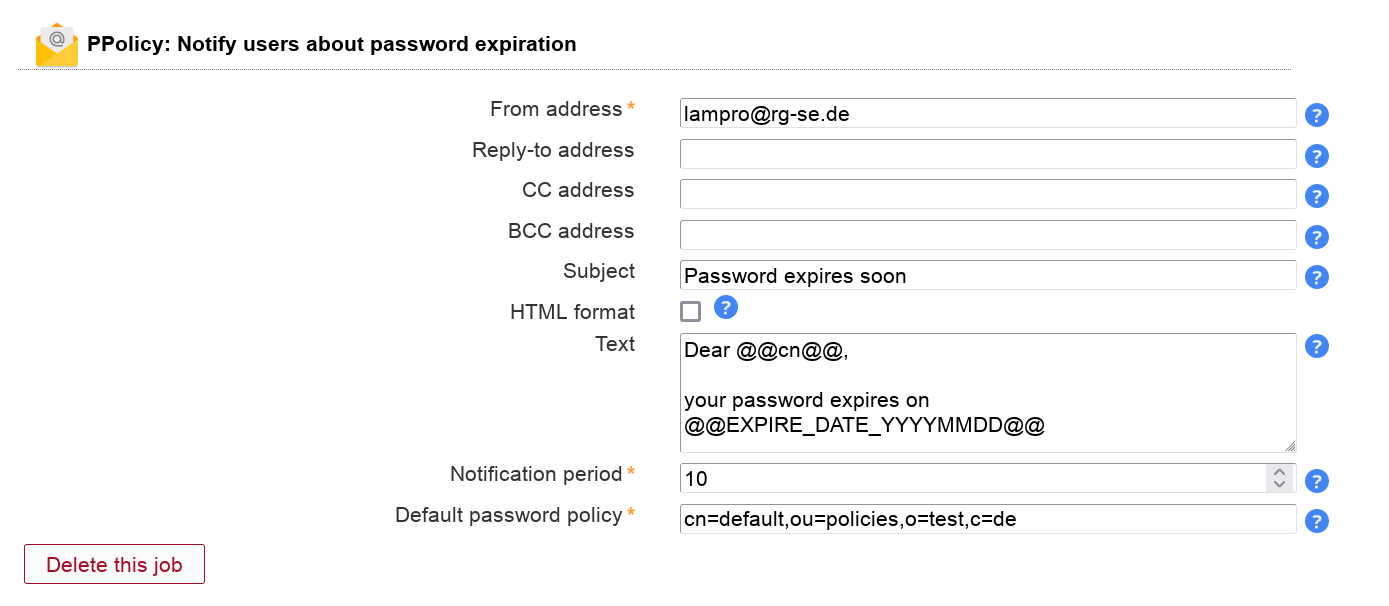 PPolicy: Notify users about password expiration
From address * lampro@rg-se.de ?
Reply-to address ?
CC address ?
BCC address ?
Subject Password expires soon ?
HTML format ?
Text Dear @@cn@@, ?
your password expires on
@@EXPIRE_DATE_YYYYMMDD@@
Notification period * 10 ?
Default password policy * cn=default,ou=policies,o=test,c=de ?
Delete this job